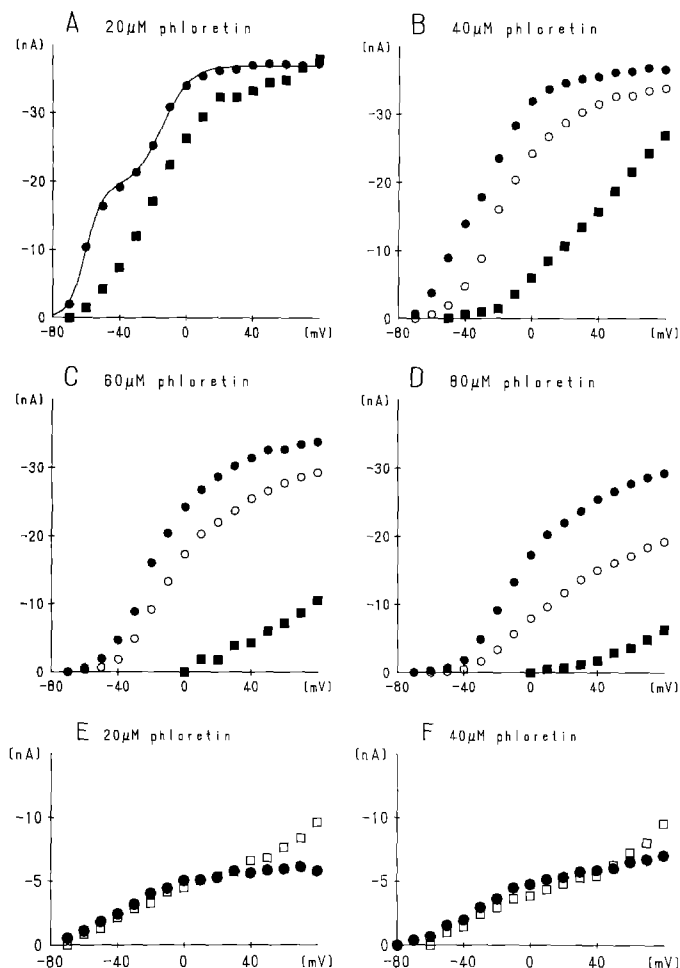 A 20μM phloretin
[nA]
-30
-20
-10
0
-80 -40 0 40 [mV]
B 40μM phloretin
[nA]
-30
-20
-10
0
-80 -40 0 40 [mV]
C 60μM phloretin
[nA]
-30
-20
-10
0
-80 -40 0 40 [mV]
D 80μM phloretin
[nA]
-30
-20
-10
0
-80 -40 0 40 [mV]
E 20μM phloretin
[nA]
-10
-5
0
-80 -40 0 40 [mV]
F 40μM phloretin
[nA]
-10
-5
0
-80 -40 0 40 [mV]